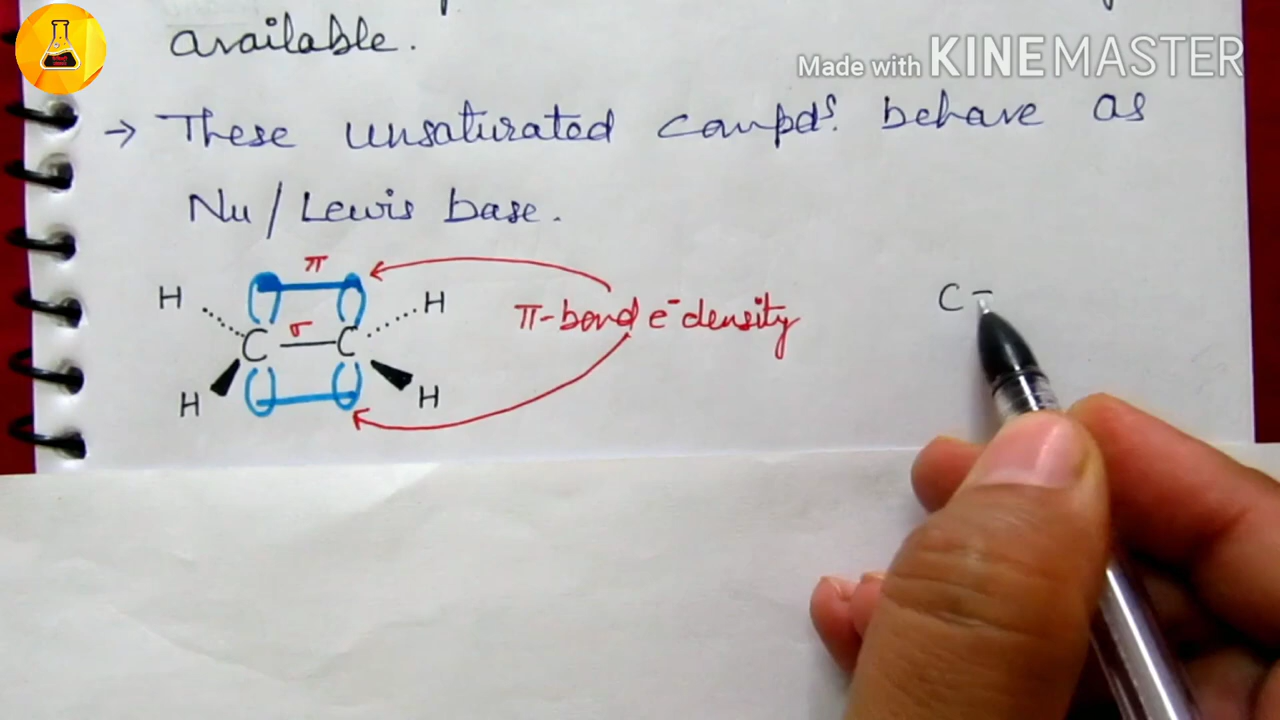 available.
Made with KINEMASTER
→ These unsaturated compds. behave as
Nu / Lewis base.
π
H H
σ
C — C
H H
π-bond e⁻density
C –